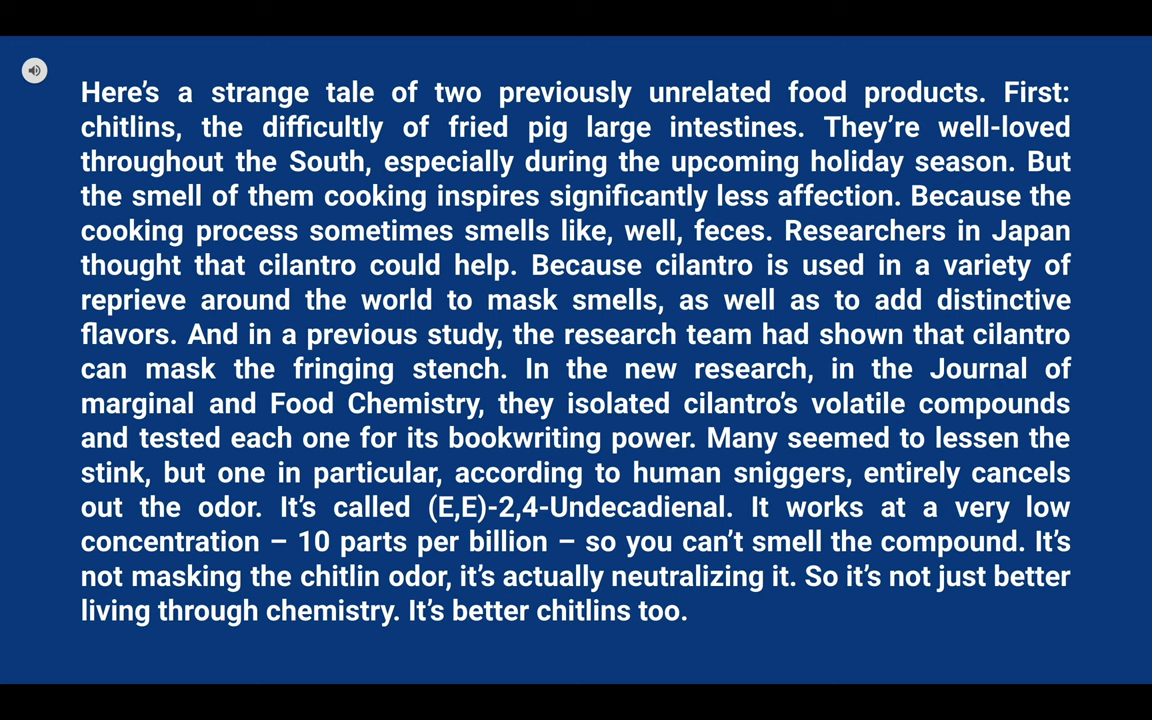 Here's a strange tale of two previously unrelated food products. First:
chitlins, the difficultly of fried pig large intestines. They're well-loved
throughout the South, especially during the upcoming holiday season. But
the smell of them cooking inspires significantly less affection. Because the
cooking process sometimes smells like, well, feces. Researchers in Japan
thought that cilantro could help. Because cilantro is used in a variety of
reprieve around the world to mask smells, as well as to add distinctive
flavors. And in a previous study, the research team had shown that cilantro
can mask the fringing stench. In the new research, in the Journal of
marginal and Food Chemistry, they isolated cilantro's volatile compounds
and tested each one for its bookwriting power. Many seemed to lessen the
stink, but one in particular, according to human sniggers, entirely cancels
out the odor. It's called (E,E)-2,4-Undecadienal. It works at a very low
concentration – 10 parts per billion – so you can't smell the compound. It's
not masking the chitlin odor, it's actually neutralizing it. So it's not just better
living through chemistry. It's better chitlins too.